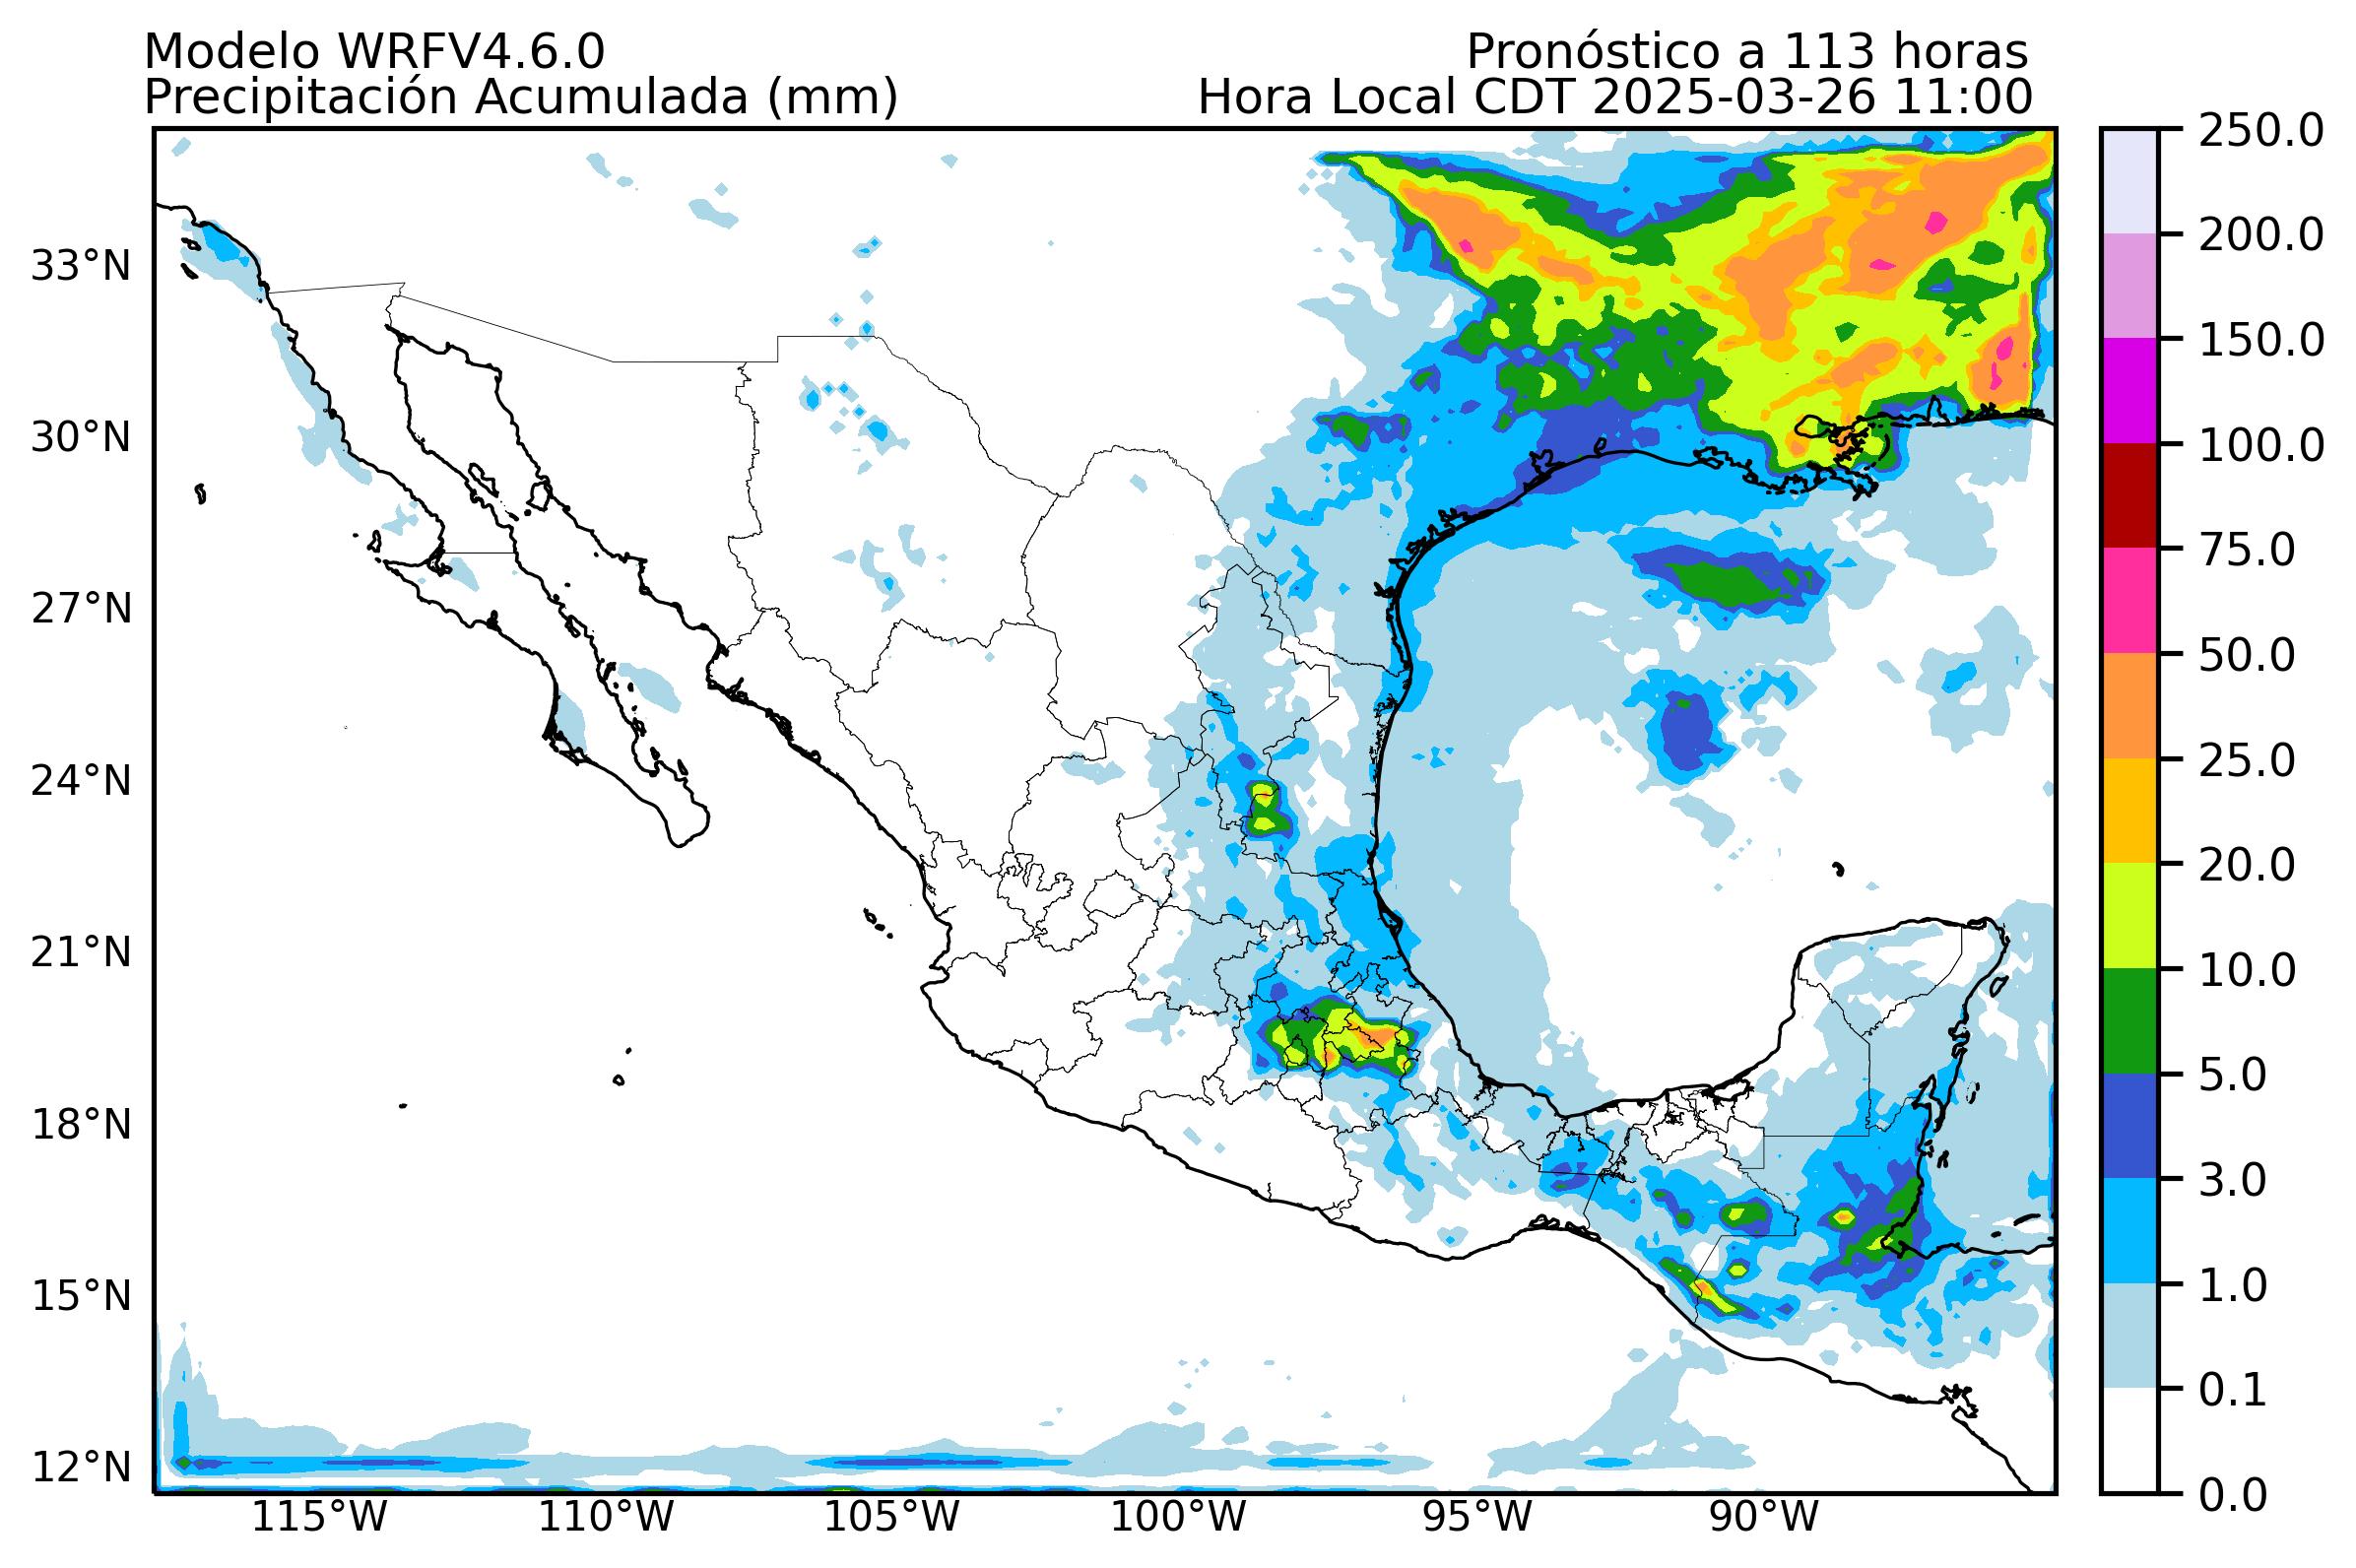 Modelo WRFV4.6.0
Pronóstico a 113 horas
Precipitación Acumulada (mm)
Hora Local CDT 2025-03-26 11:00
250.0
200.0
150.0
100.0
75.0
50.0
25.0
20.0
10.0
5.0
3.0
1.0
0.1
0.0
33°N
30°N
27°N
24°N
21°N
18°N
15°N
12°N
115°W
110°W
105°W
100°W
95°W
90°W